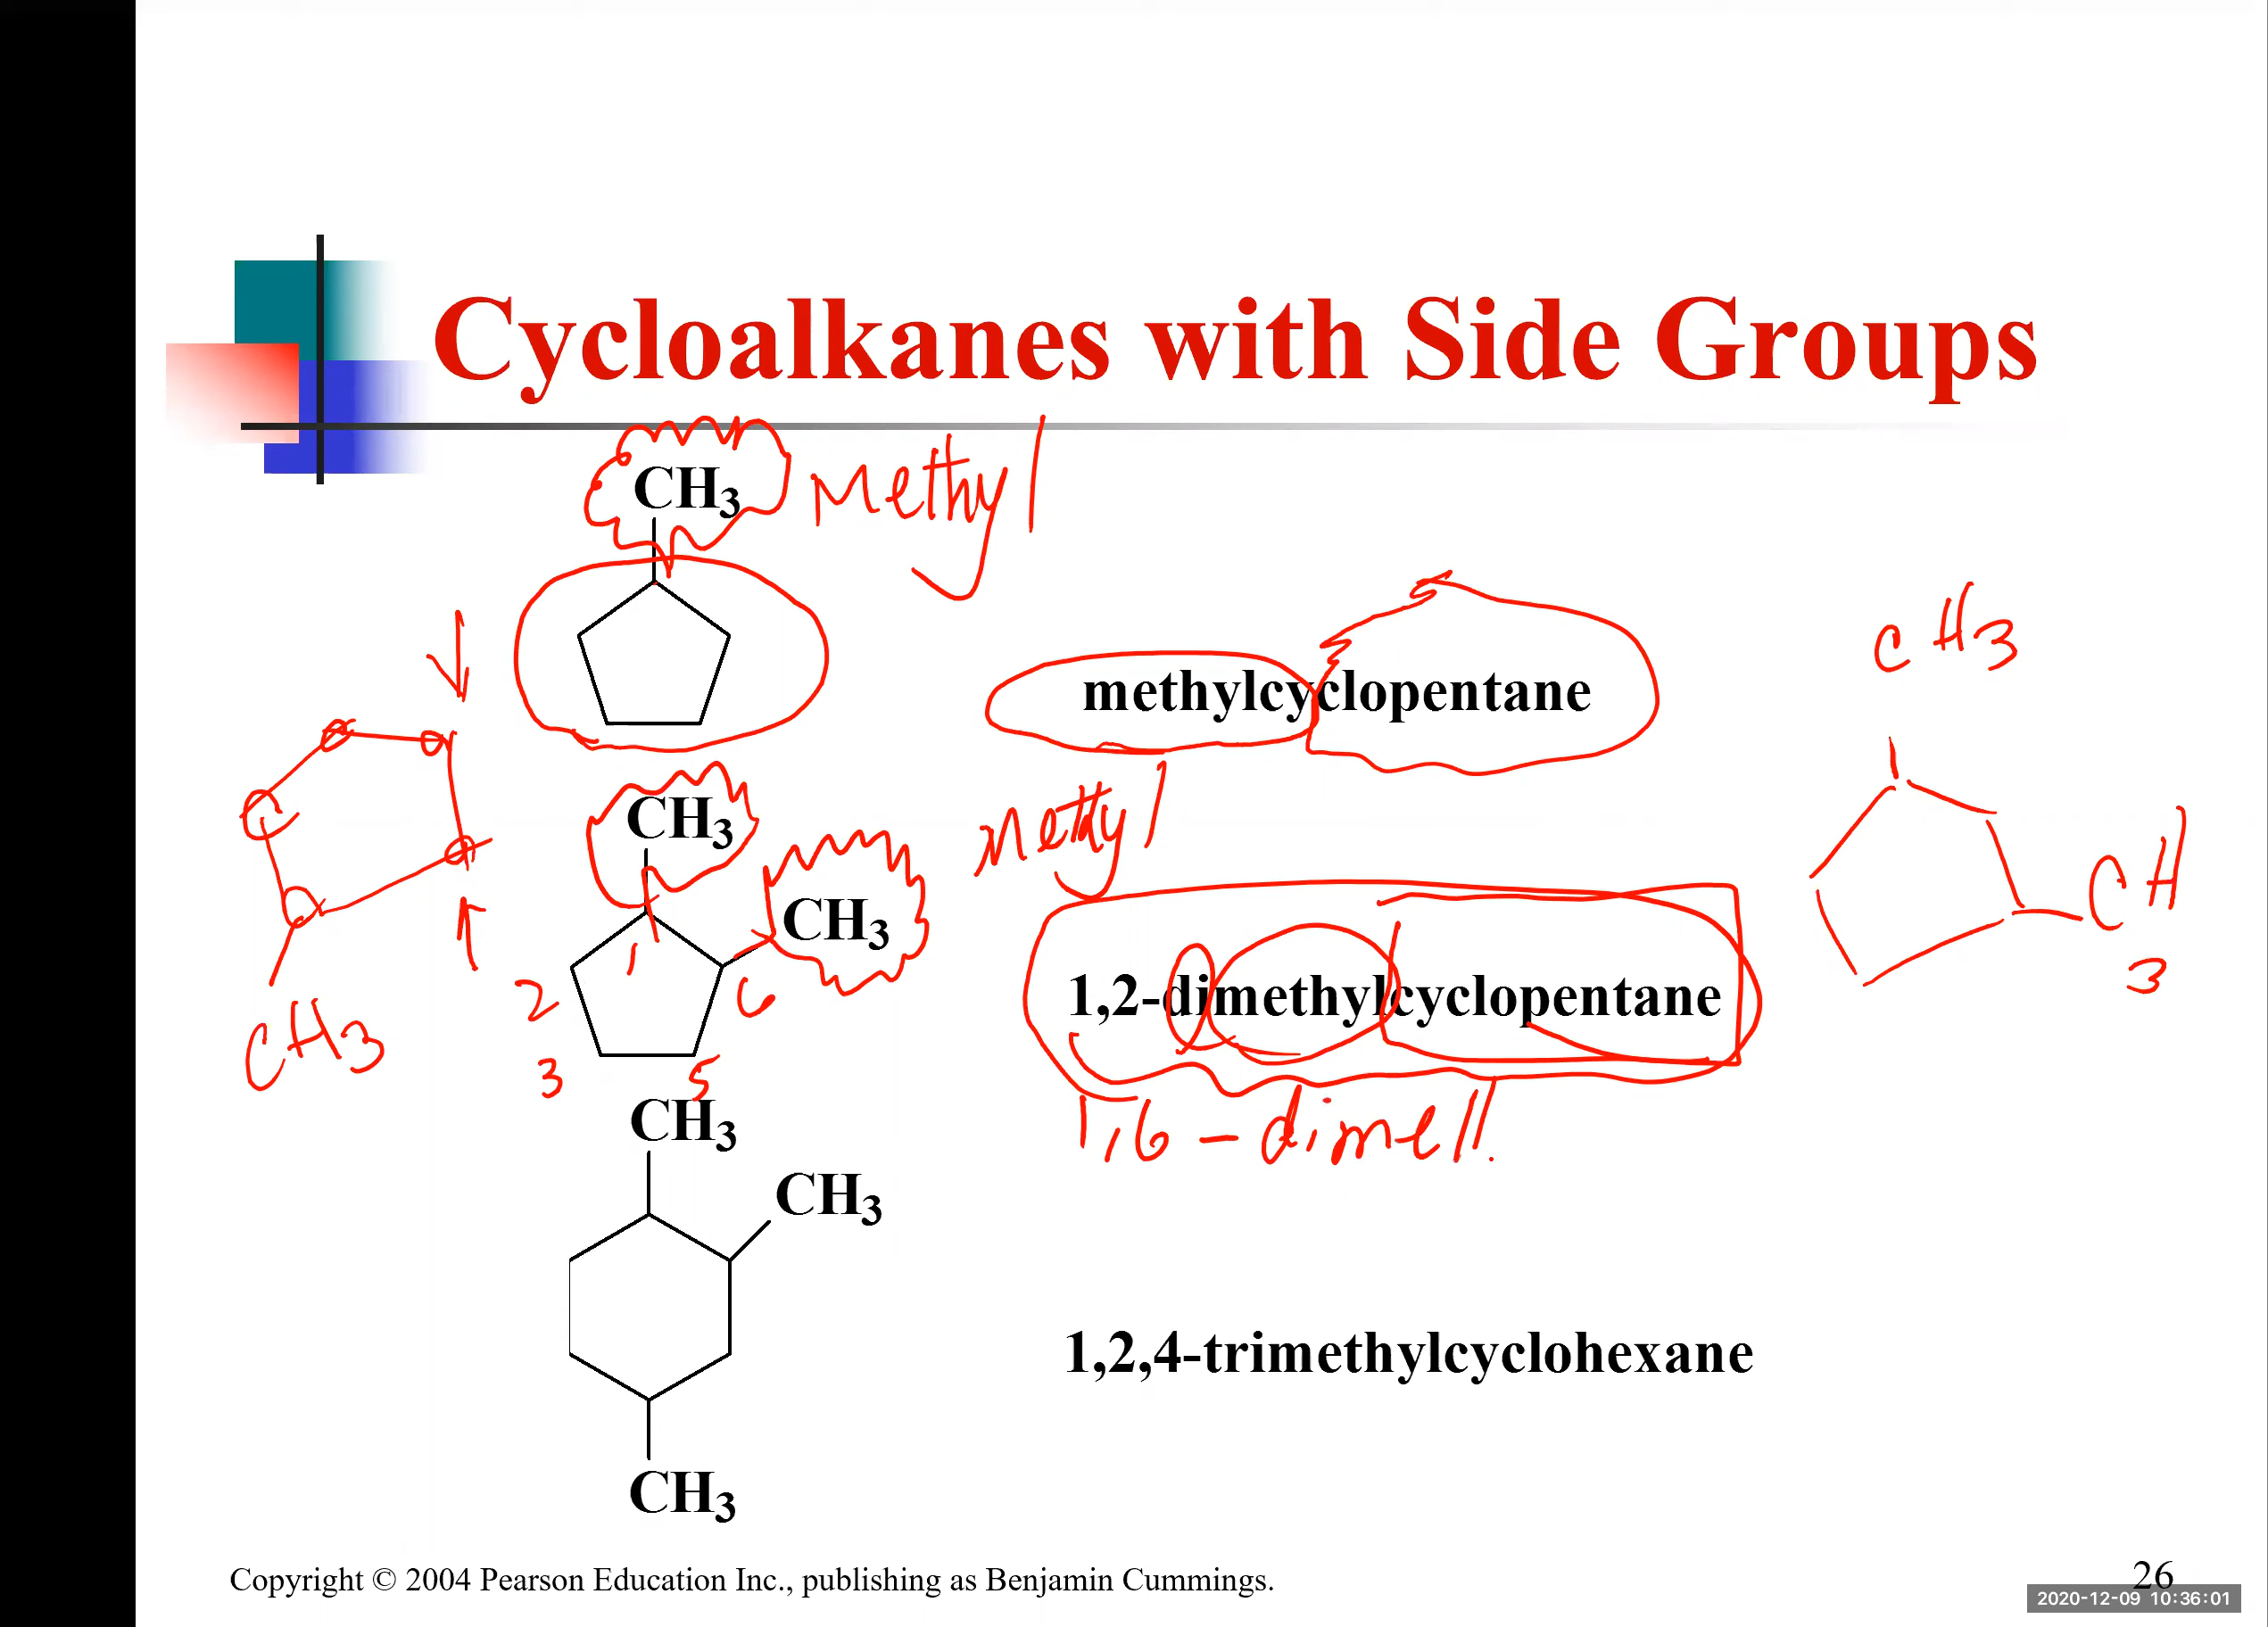 Cycloalkanes with Side Groups
CH3
Methyl
CH3
methylcyclopentane
CH3
Methyl
CH3
CH3
1
2
6
3
5
1,2-dimethylcyclopentane
CH3
CH3
1,6-dime
CH3
CH3
1,2,4-trimethylcyclohexane
CH3
Copyright © 2004 Pearson Education Inc., publishing as Benjamin Cummings.
26
2020-12-09 10:36:01